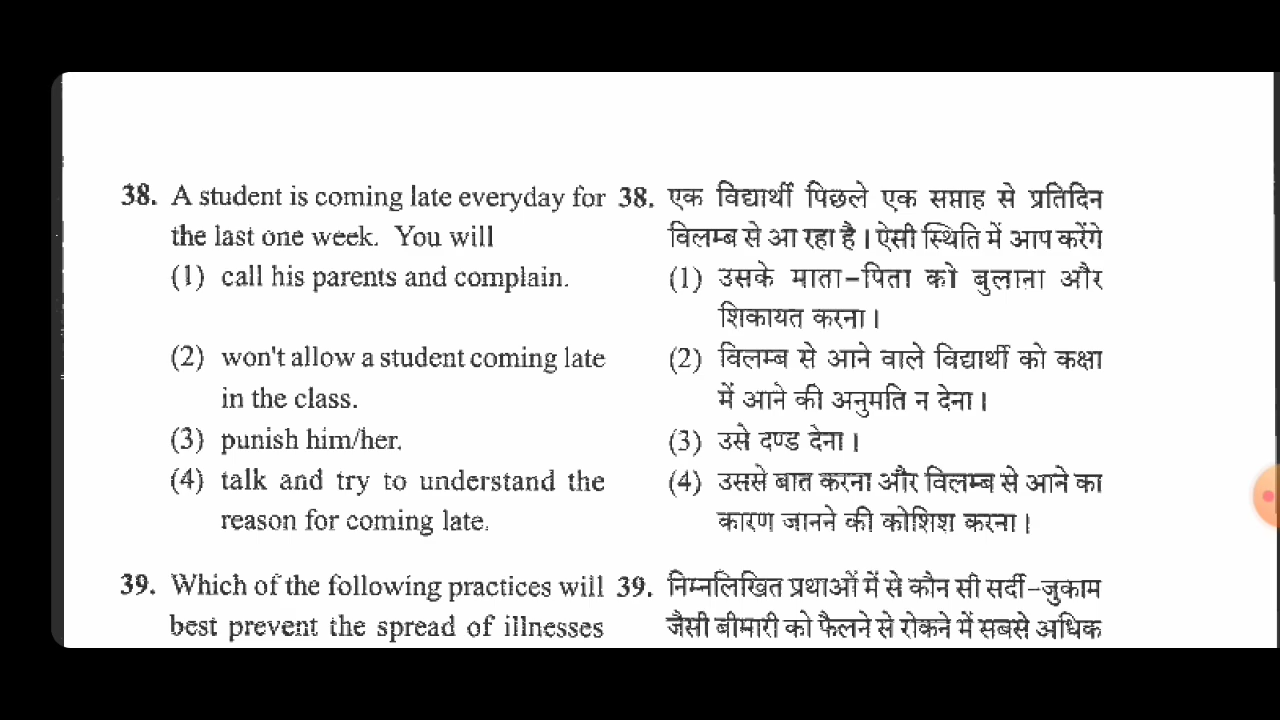 38. A student is coming late everyday for
the last one week. You will
(1) call his parents and complain.
(2) won't allow a student coming late
in the class.
(3) punish him/her.
(4) talk and try to understand the
reason for coming late.
39. Which of the following practices will
best prevent the spread of illnesses
38. एक विद्यार्थी पिछले एक सप्ताह से प्रतिदिन
विलम्ब से आ रहा है। ऐसी स्थिति में आप करेंगे
(1) उसके माता-पिता को बुलाना और
शिकायत करना।
(2) विलम्ब से आने वाले विद्यार्थी को कक्षा
में आने की अनुमति न देना।
(3) उसे दण्ड देना।
(4) उससे बात करना और विलम्ब से आने का
कारण जानने की कोशिश करना।
39. निम्नलिखित प्रथाओं में से कौन सी सर्दी-जुकाम
जैसी बीमारी को फैलने से रोकने में सबसे अधिक